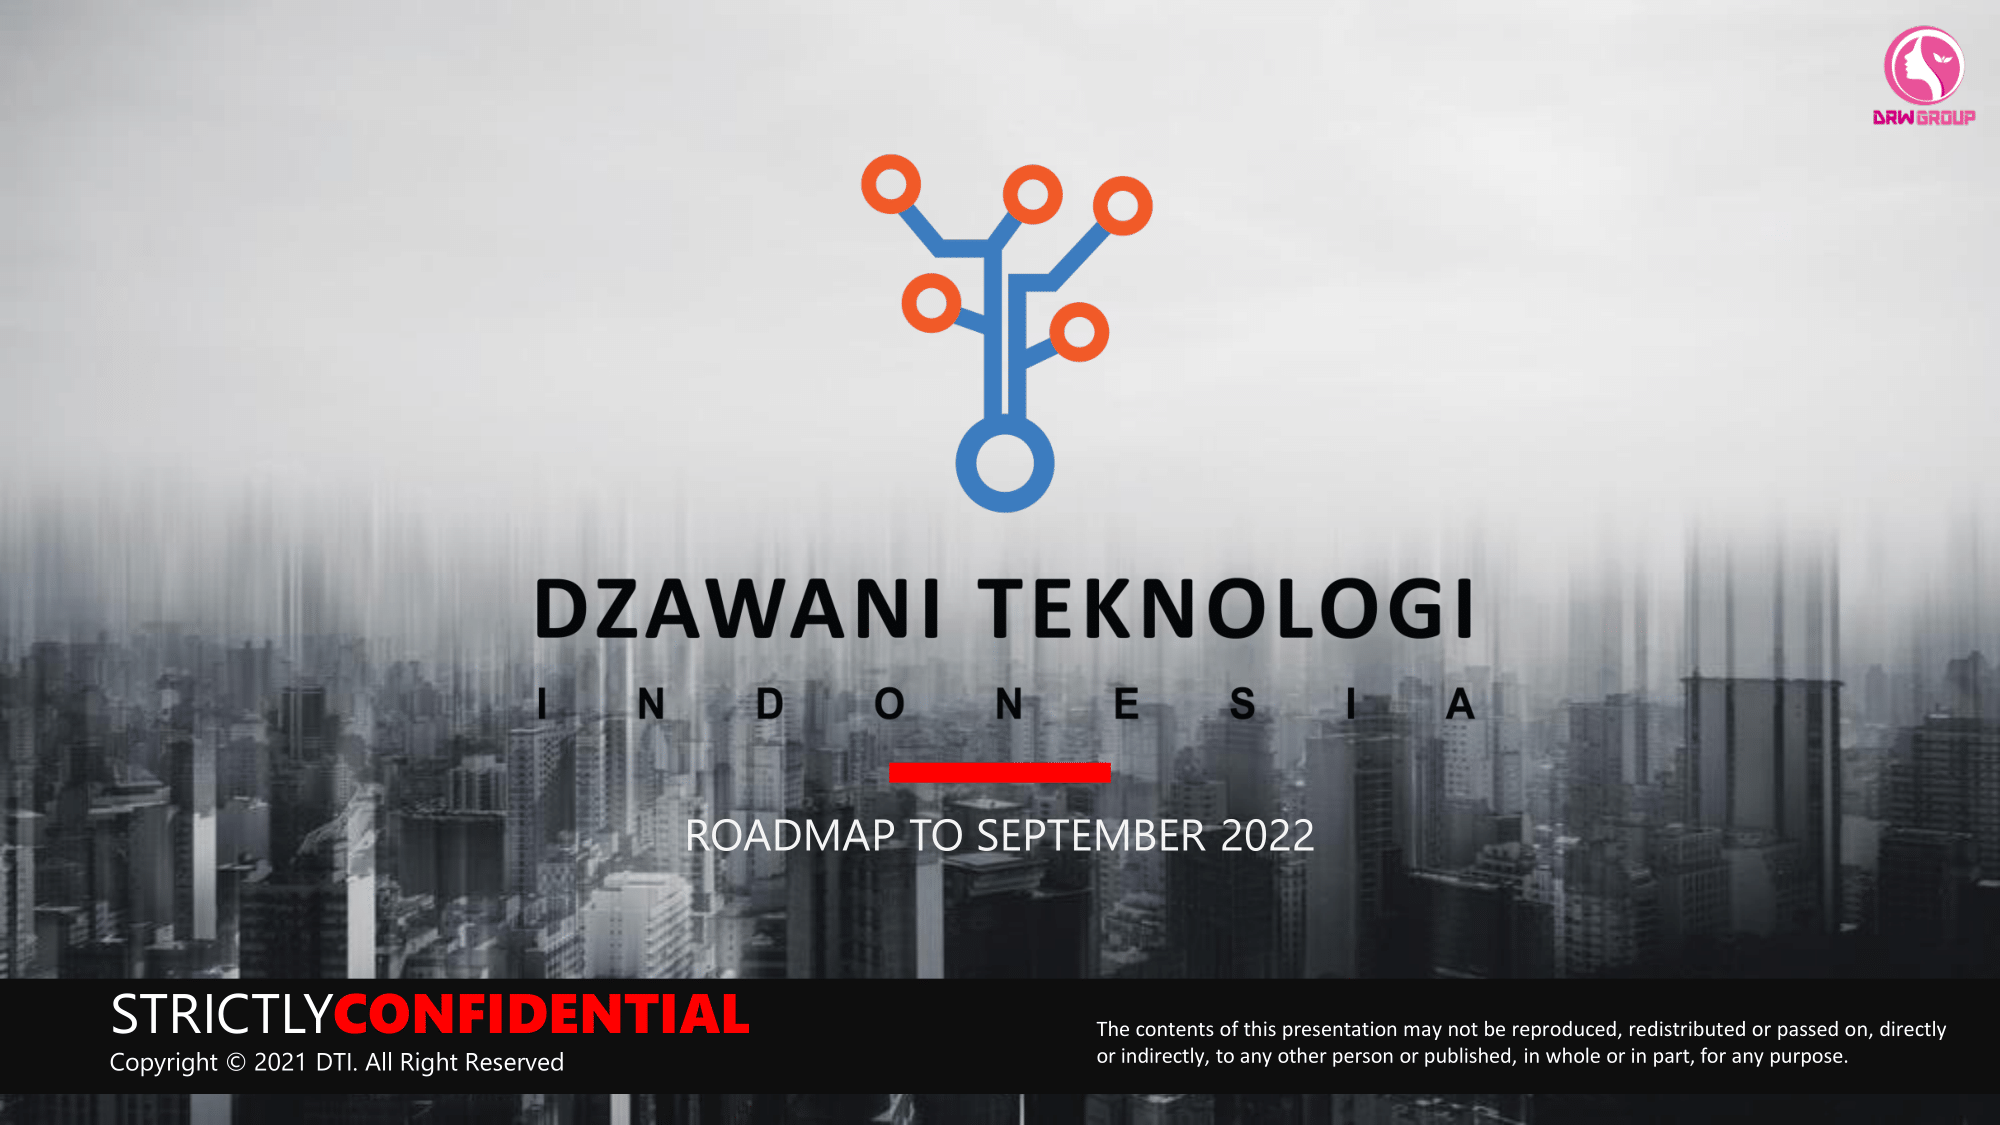 DRWGROUP
DZAWANI TEKNOLOGI
INDONESIA
ROADMAP TO SEPTEMBER 2022
STRICTLYCONFIDENTIAL
Copyright © 2021 DTI. All Right Reserved
The contents of this presentation may not be reproduced, redistributed or passed on, directly
or indirectly, to any other person or published, in whole or in part, for any purpose.